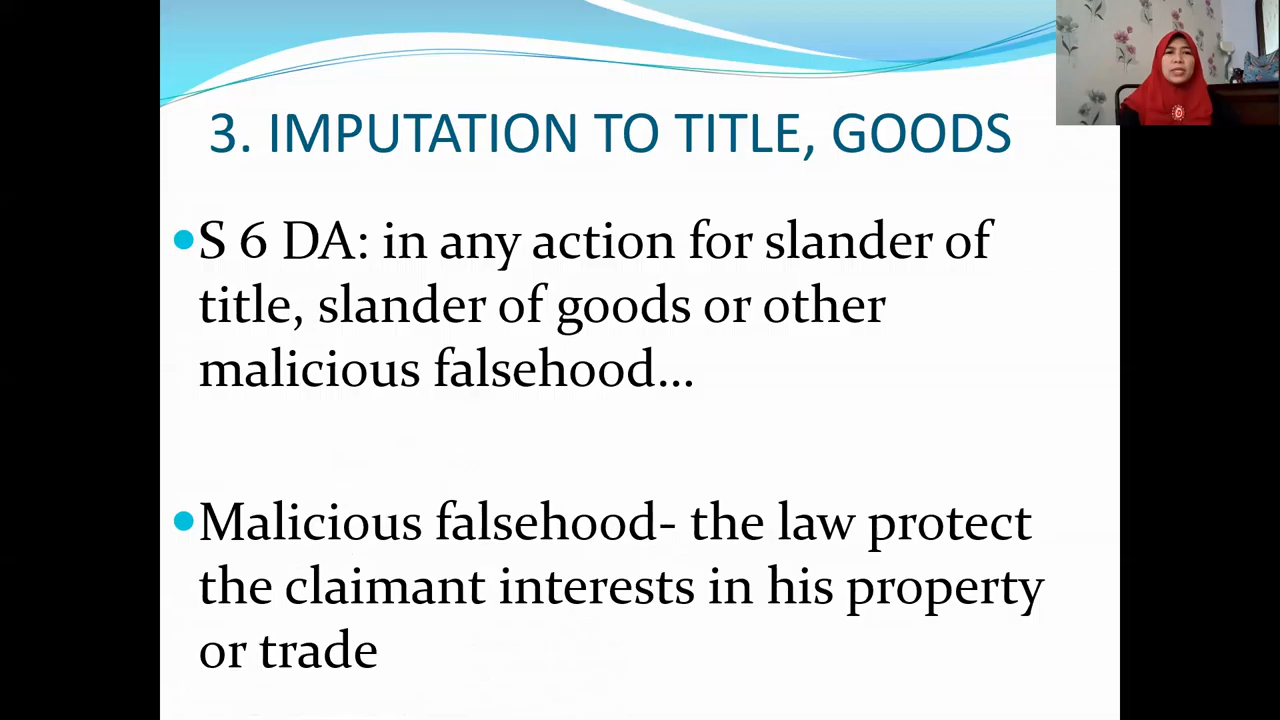 3. IMPUTATION TO TITLE, GOODS
•S 6 DA: in any action for slander of
title, slander of goods or other
malicious falsehood...
•Malicious falsehood- the law protect
the claimant interests in his property
or trade